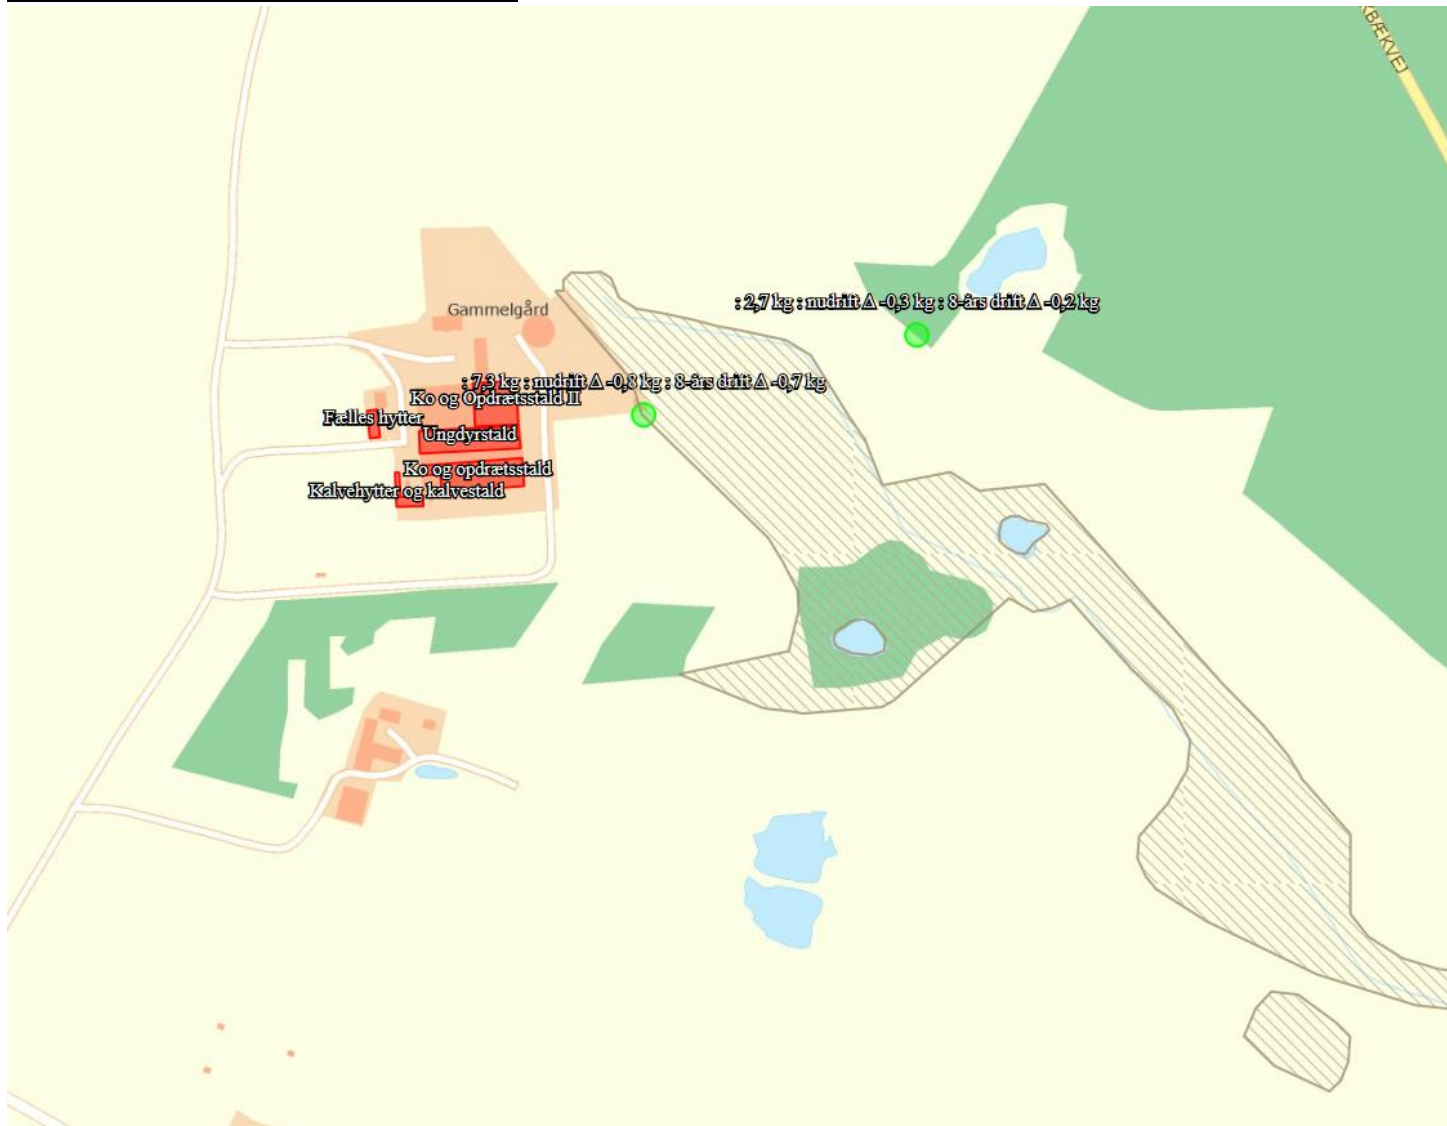 KBÆKVEJ
: 2,7 kg : nudrift Δ -0,3 kg : 8-års drift Δ -0,2 kg
Gammelgård
: 7,3 kg : nudrift Δ -0,8 kg : 8-års drift Δ -0,7 kg
Ko og Opdrætsstald II
Fælles hytter
Ungdyrstald
Ko og opdrætsstald
Kalvehytter og kalvestald